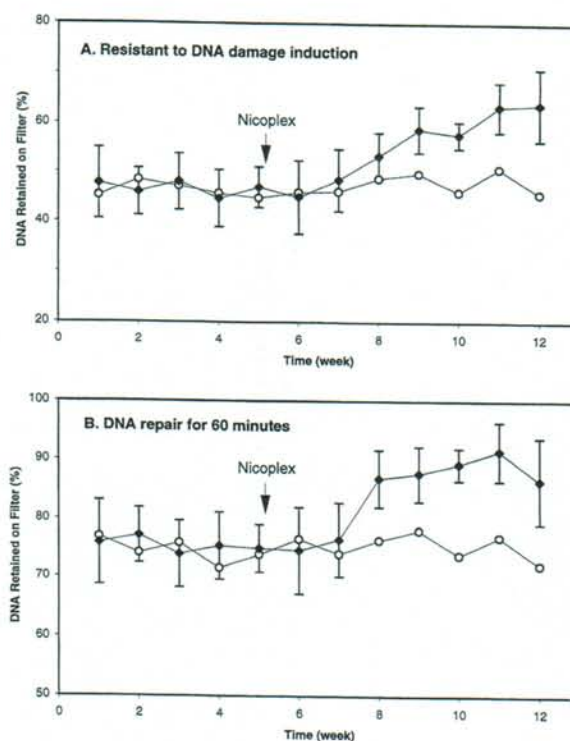 80
A. Resistant to DNA damage induction
Nicoplex
60
40
20
DNA Retained on Filter (%)
0 2 4 6 8 10 12
Time (week)
100
B. DNA repair for 60 minutes
Nicoplex
90
80
70
60
50
DNA Retained on Filter (%)
0 2 4 6 8 10 12
Time (week)